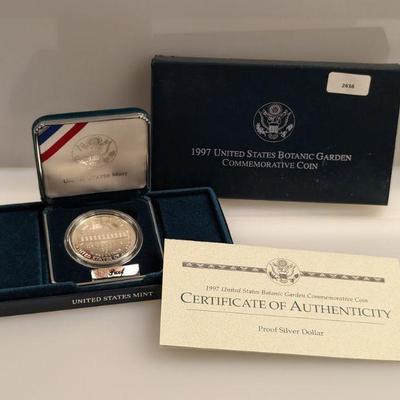 2638
1997 United States Botanic Garden
Commemorative Coin
United States Mint
Proof
UNITED STATES MINT
1997 United States Botanic Garden Commemorative Coin
Certificate of Authenticity
Proof Silver Dollar